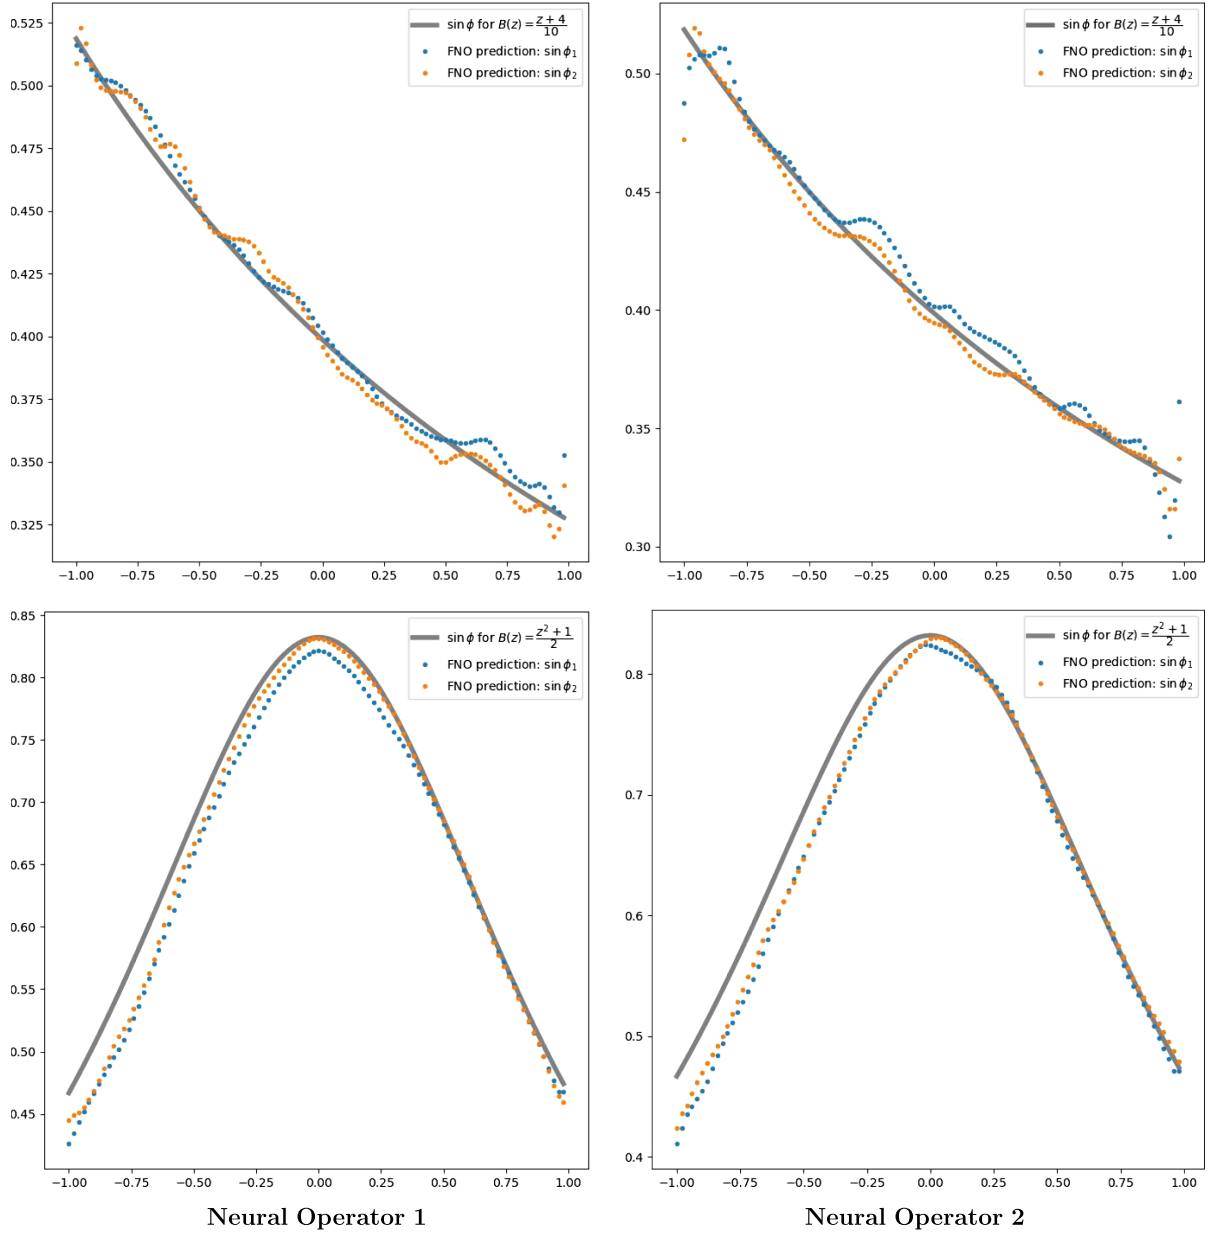 sin ϕ for B(z) = (z + 4)/10
FNO prediction: sin ϕ₁
FNO prediction: sin ϕ₂
0.525
0.500
0.475
0.450
0.425
0.400
0.375
0.350
0.325
−1.00 −0.75 −0.50 −0.25 0.00 0.25 0.50 0.75 1.00
sin ϕ for B(z) = (z + 4)/10
FNO prediction: sin ϕ₁
FNO prediction: sin ϕ₂
0.50
0.45
0.40
0.35
0.30
−1.00 −0.75 −0.50 −0.25 0.00 0.25 0.50 0.75 1.00
sin ϕ for B(z) = (z² + 1)/2
FNO prediction: sin ϕ₁
FNO prediction: sin ϕ₂
0.85
0.80
0.75
0.70
0.65
0.60
0.55
0.50
0.45
−1.00 −0.75 −0.50 −0.25 0.00 0.25 0.50 0.75 1.00
sin ϕ for B(z) = (z² + 1)/2
FNO prediction: sin ϕ₁
FNO prediction: sin ϕ₂
0.8
0.7
0.6
0.5
0.4
−1.00 −0.75 −0.50 −0.25 0.00 0.25 0.50 0.75 1.00
Neural Operator 1
Neural Operator 2